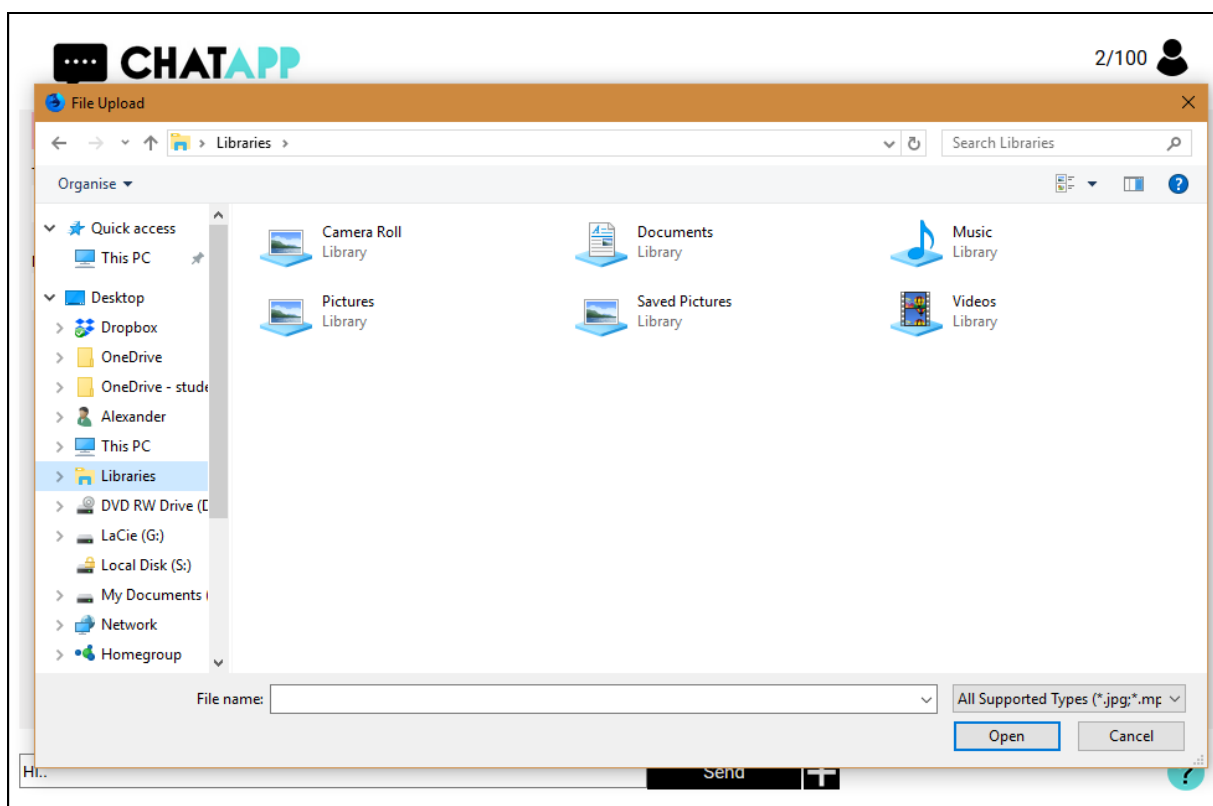 CHATAPP
2/100
File Upload
Libraries
Search Libraries
Organise
Quick access
This PC
Desktop
Dropbox
OneDrive
OneDrive - stude
Alexander
This PC
Libraries
DVD RW Drive (D
LaCie (G:)
Local Disk (S:)
My Documents (
Network
Homegroup
Camera Roll
Library
Documents
Library
Music
Library
Pictures
Library
Saved Pictures
Library
Videos
Library
File name:
All Supported Types (*.jpg;*.mp
Open
Cancel
Hi..
Send
?